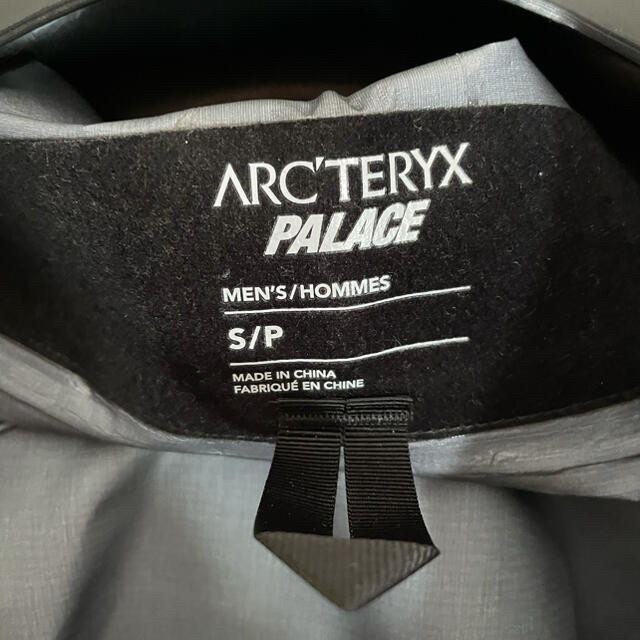 ARC'TERYX
PALACE
MEN'S/HOMMES
S/P
MADE IN CHINA
FABRIQUÉ EN CHINE